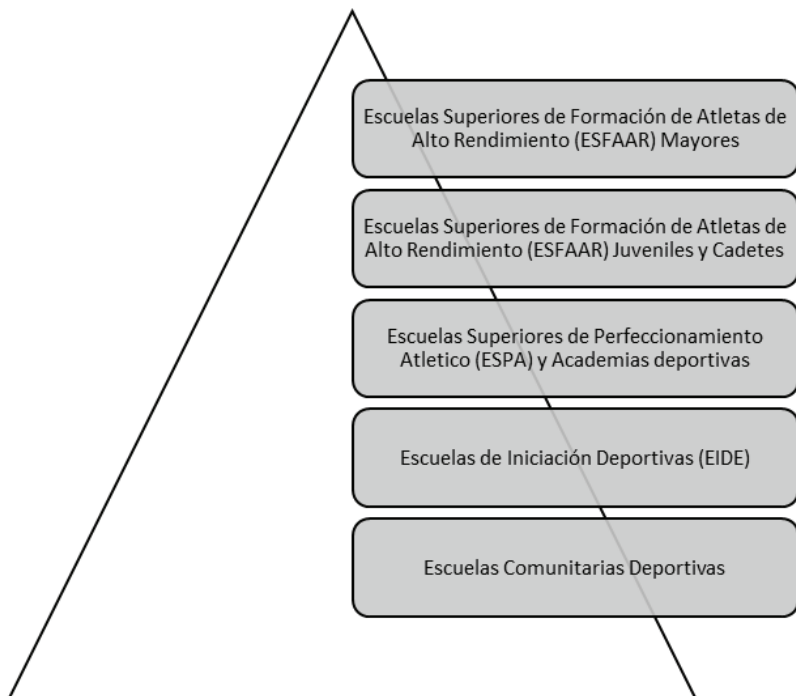 Escuelas Superiores de Formación de Atletas de
Alto Rendimiento (ESFAAR) Mayores
Escuelas Superiores de Formación de Atletas de
Alto Rendimiento (ESFAAR) Juveniles y Cadetes
Escuelas Superiores de Perfeccionamiento
Atletico (ESPA) y Academias deportivas
Escuelas de Iniciación Deportivas (EIDE)
Escuelas Comunitarias Deportivas